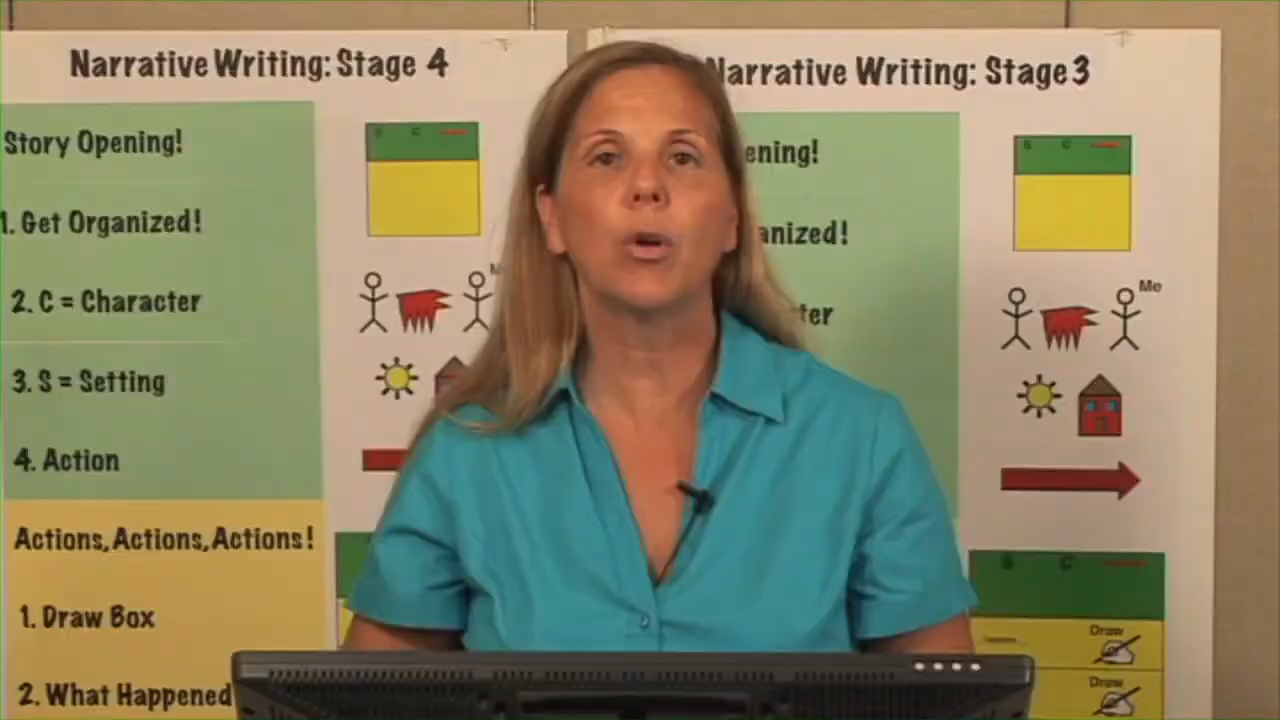 Narrative Writing: Stage 4
Story Opening!
1. Get Organized!
2. C = Character
3. S = Setting
4. Action
Actions, Actions, Actions!
1. Draw Box
2. What Happened
S C
Narrative Writing: Stage 3
ening!
anized!
ter
S C
Me
S C
Draw
Draw